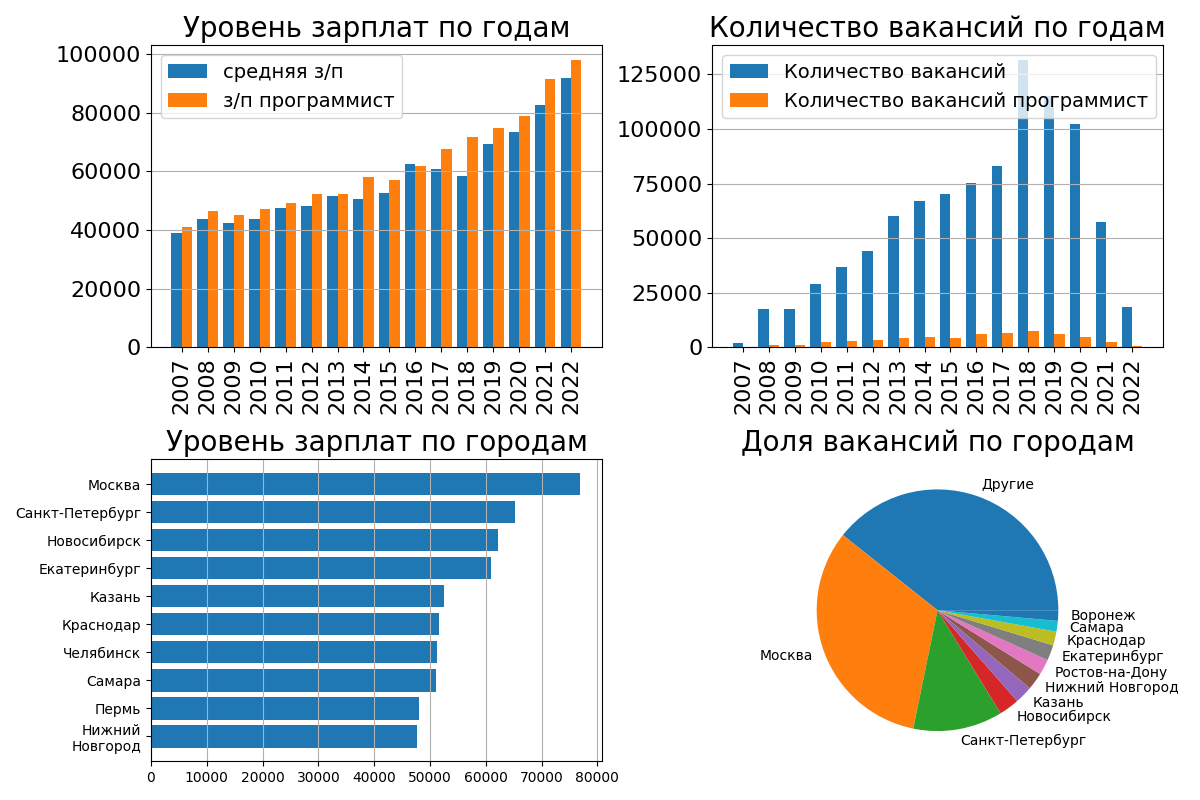 Уровень зарплат по годам
100000
80000
60000
40000
20000
0
средняя з/п
з/п программист
2007 2008 2009 2010 2011 2012 2013 2014 2015 2016 2017 2018 2019 2020 2021 2022
Количество вакансий по годам
125000
100000
75000
50000
25000
0
Количество вакансий
Количество вакансий программист
2007 2008 2009 2010 2011 2012 2013 2014 2015 2016 2017 2018 2019 2020 2021 2022
Уровень зарплат по городам
Москва
Санкт-Петербург
Новосибирск
Екатеринбург
Казань
Краснодар
Челябинск
Самара
Пермь
Нижний
Новгород
0 10000 20000 30000 40000 50000 60000 70000 80000
Доля вакансий по городам
Другие
Москва
Санкт-Петербург
Новосибирск
Казань
Нижний Новгород
Ростов-на-Дону
Екатеринбург
Краснодар
Самара
Воронеж